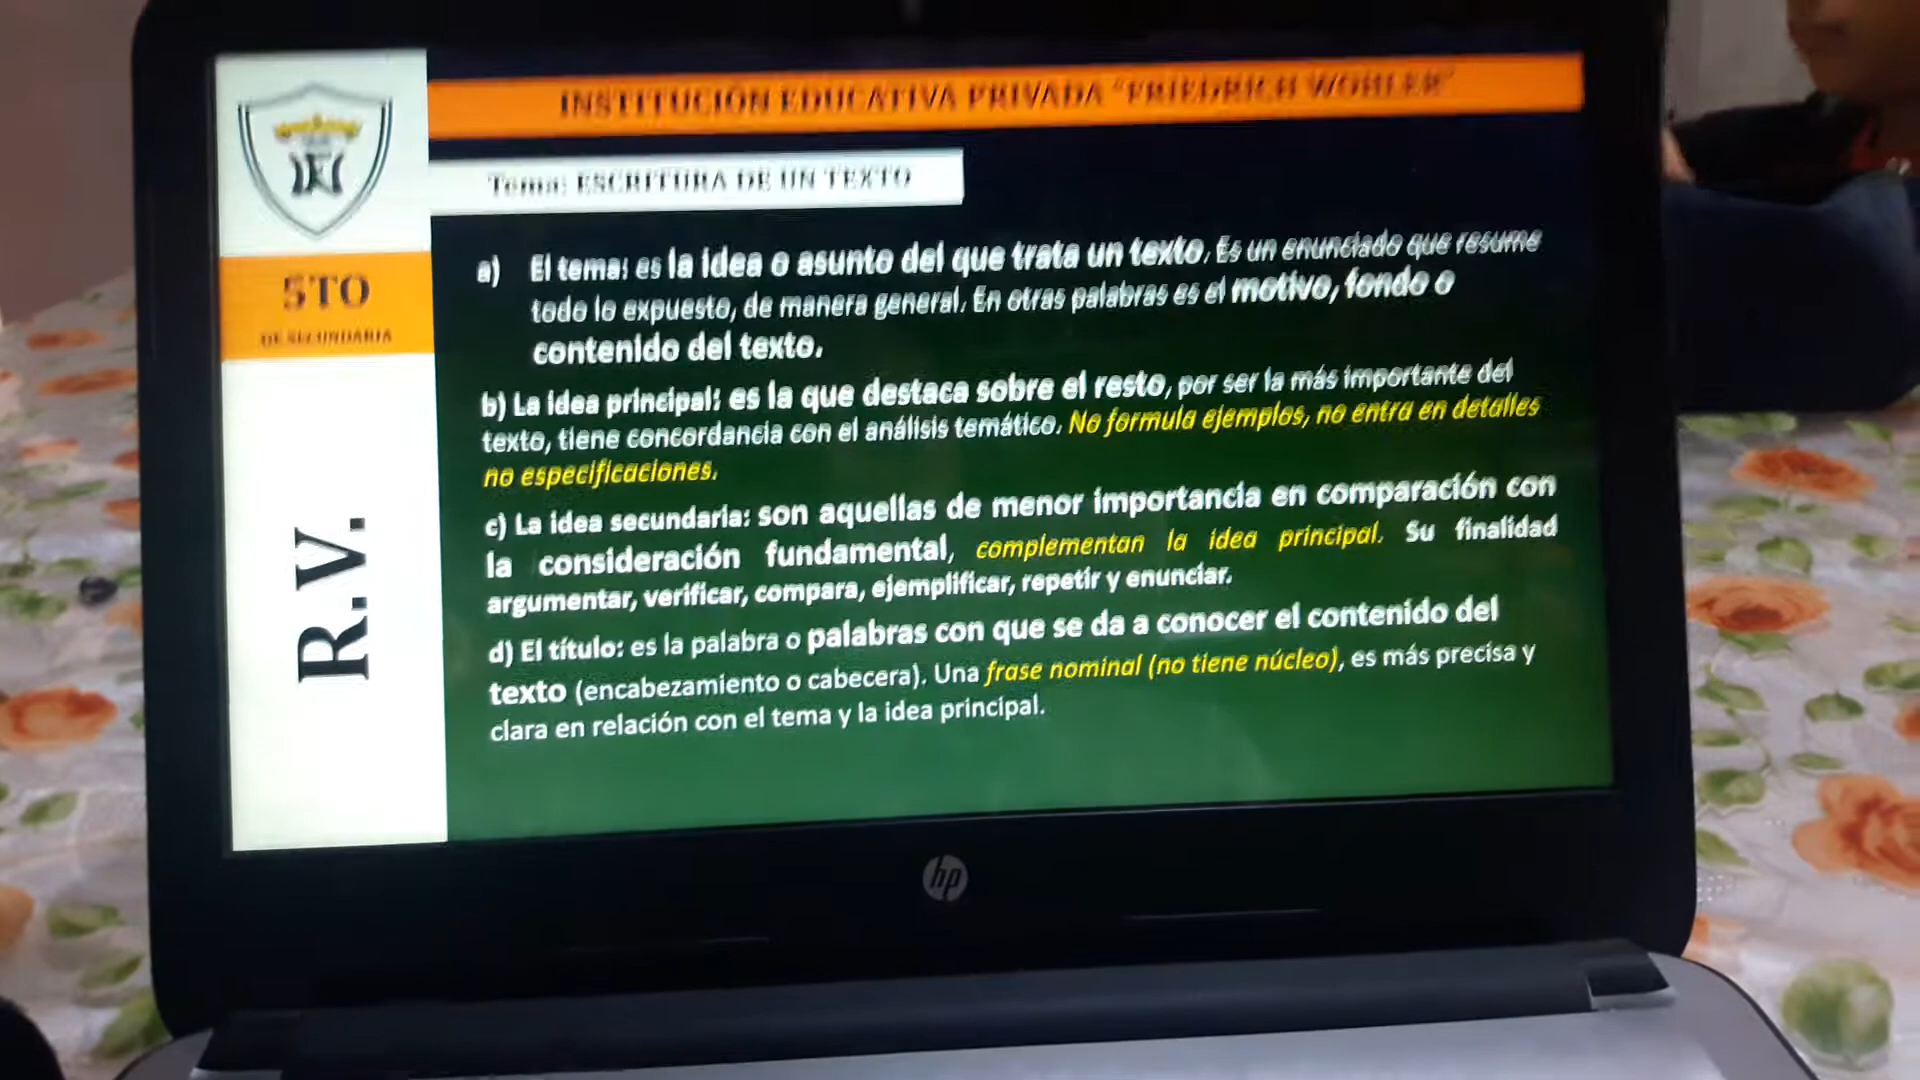 INSTITUCIÓN EDUCATIVA PRIVADA "FRIEDRICH WOHLER"
Tema: ESCRITURA DE UN TEXTO
5TO
DE SECUNDARIA
R.V.
a) El tema: es la idea o asunto del que trata un texto. Es un enunciado que resume
todo lo expuesto, de manera general. En otras palabras es el motivo, fondo o
contenido del texto.
b) La idea principal: es la que destaca sobre el resto, por ser la más importante del
texto, tiene concordancia con el análisis temático. No formula ejemplos, no entra en detalles
no especificaciones.
c) La idea secundaria: son aquellas de menor importancia en comparación con
la consideración fundamental, complementan la idea principal. Su finalidad
argumentar, verificar, compara, ejemplificar, repetir y enunciar.
d) El título: es la palabra o palabras con que se da a conocer el contenido del
texto (encabezamiento o cabecera). Una frase nominal (no tiene núcleo), es más precisa y
clara en relación con el tema y la idea principal.
hp